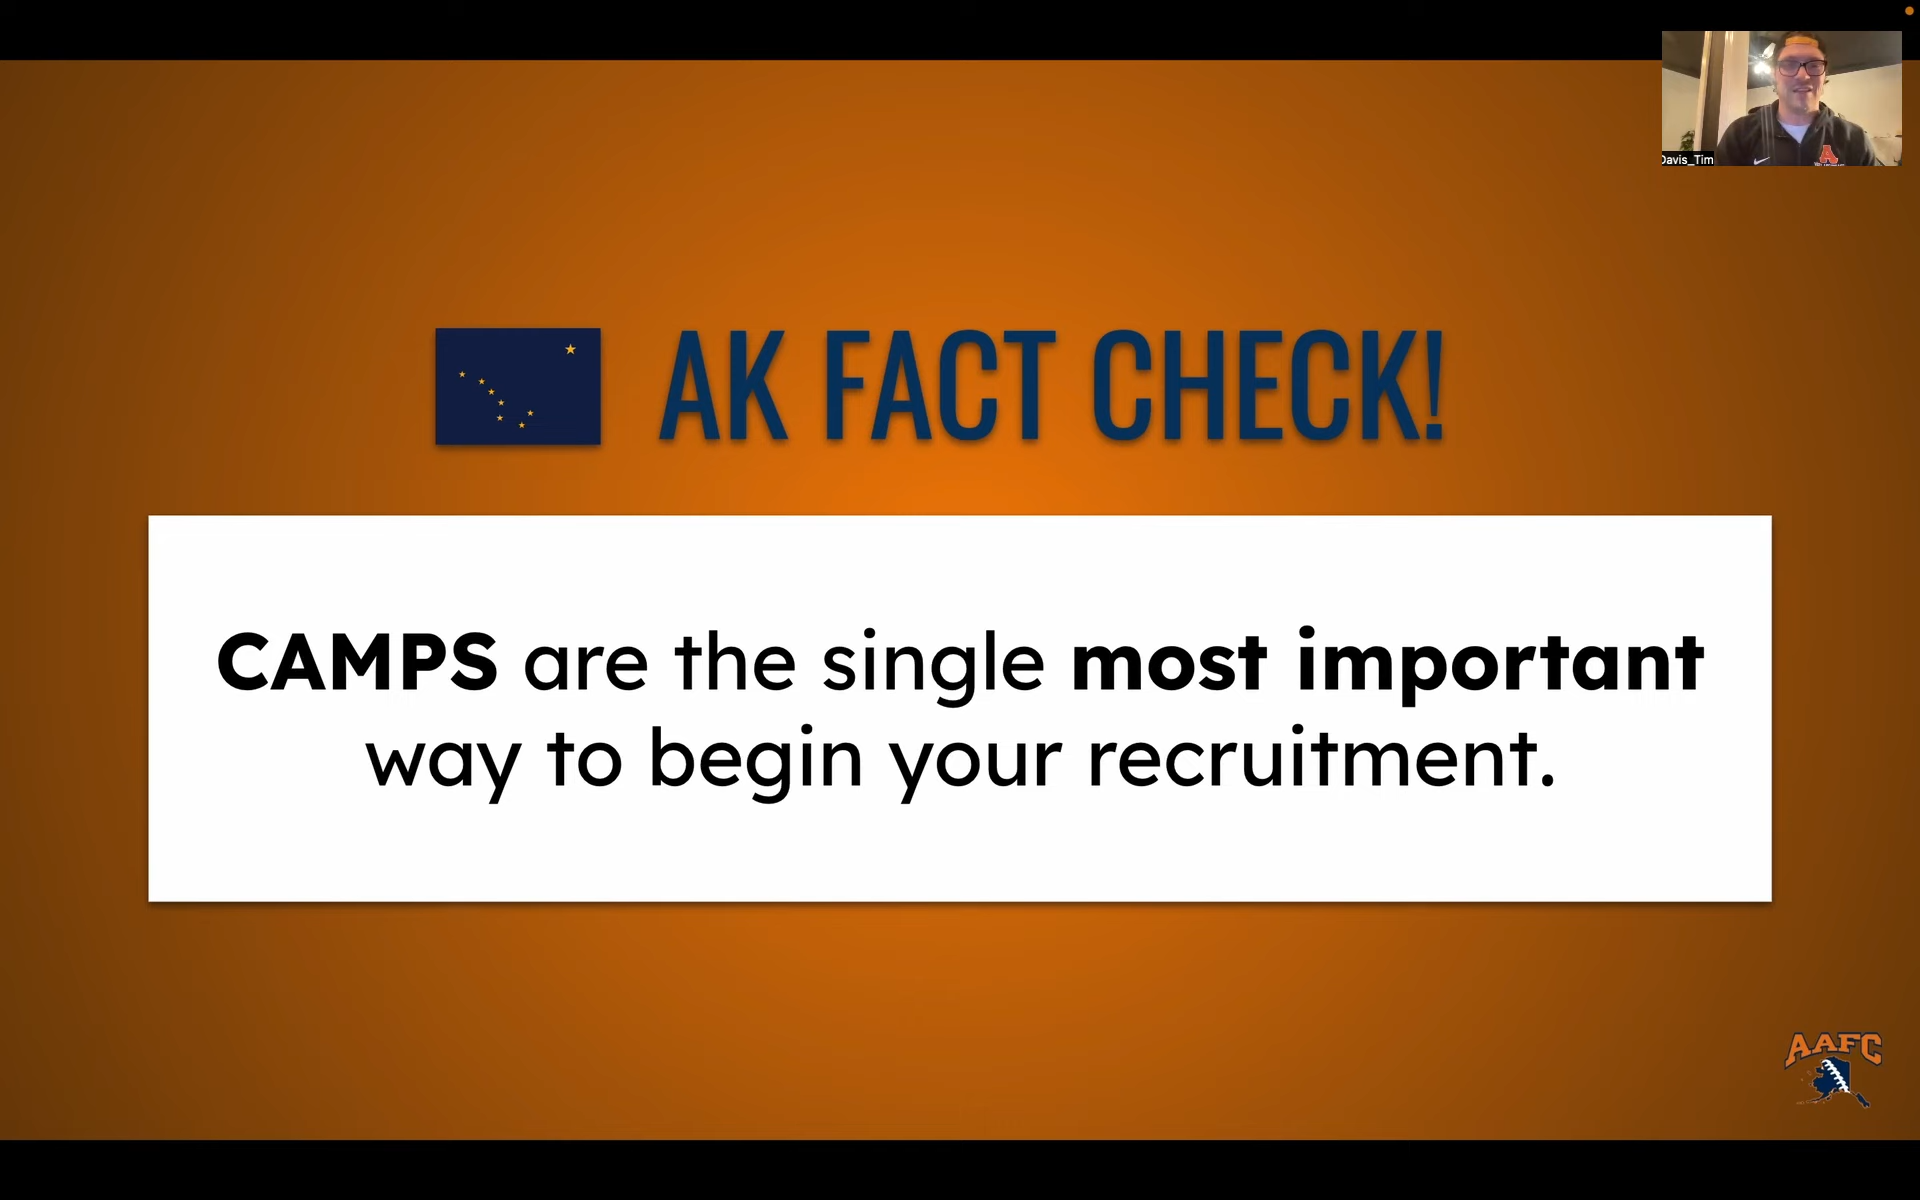 Davis_Tim
A
AK FACT CHECK!
CAMPS are the single most important
way to begin your recruitment.
AAFC